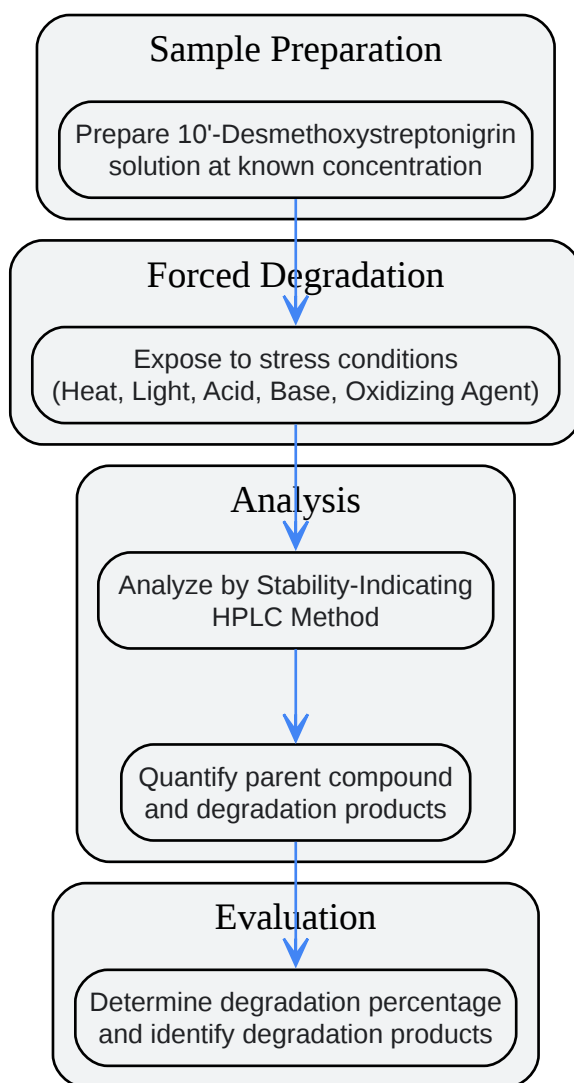 Sample Preparation
Prepare 10'-Desmethoxystreptonigrin
solution at known concentration
Forced Degradation
Expose to stress conditions
(Heat, Light, Acid, Base, Oxidizing Agent)
Analysis
Analyze by Stability-Indicating
HPLC Method
Quantify parent compound
and degradation products
Evaluation
Determine degradation percentage
and identify degradation products